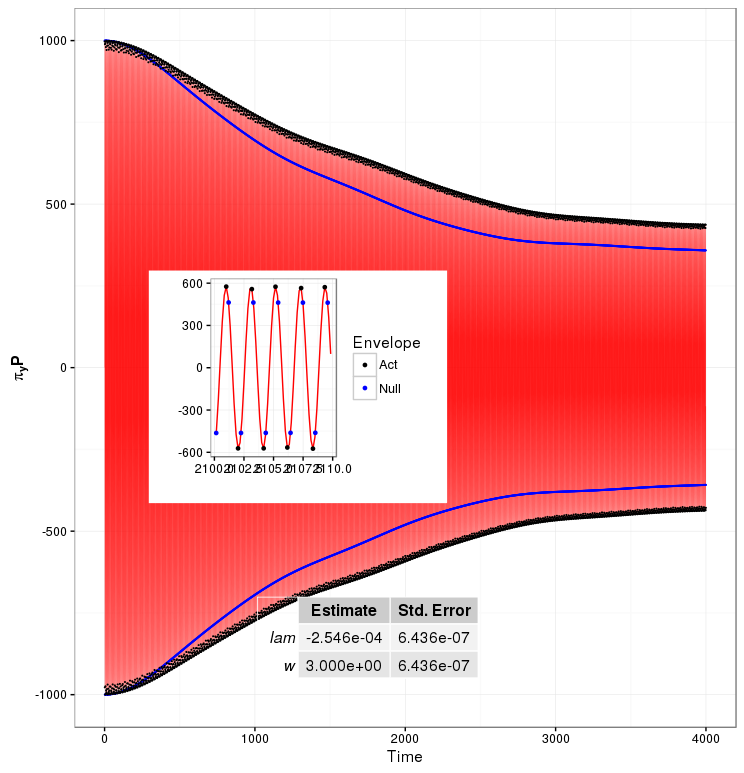 1000
500
0
-500
-1000
πyP
0
1000
2000
3000
4000
Time
600
300
0
-300
-600
Envelope
Act
Null
Estimate Std. Error
lam -2.546e-04 6.436e-07
w 3.000e+00 6.436e-07